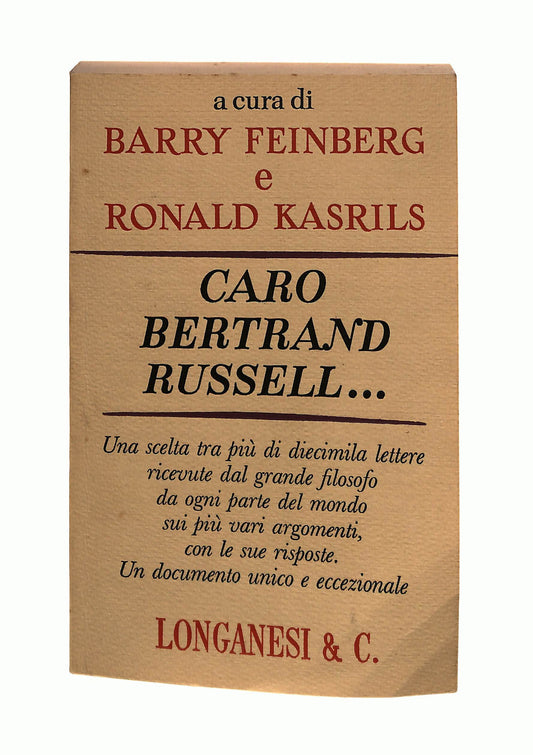 a cura di
BARRY FEINBERG
e
RONALD KASRILS
CARO
BERTRAND
RUSSELL...
Una scelta tra più di diecimila lettere
ricevute dal grande filosofo
da ogni parte del mondo
sui più vari argomenti,
con le sue risposte.
Un documento unico e eccezionale
LONGANESI & C.